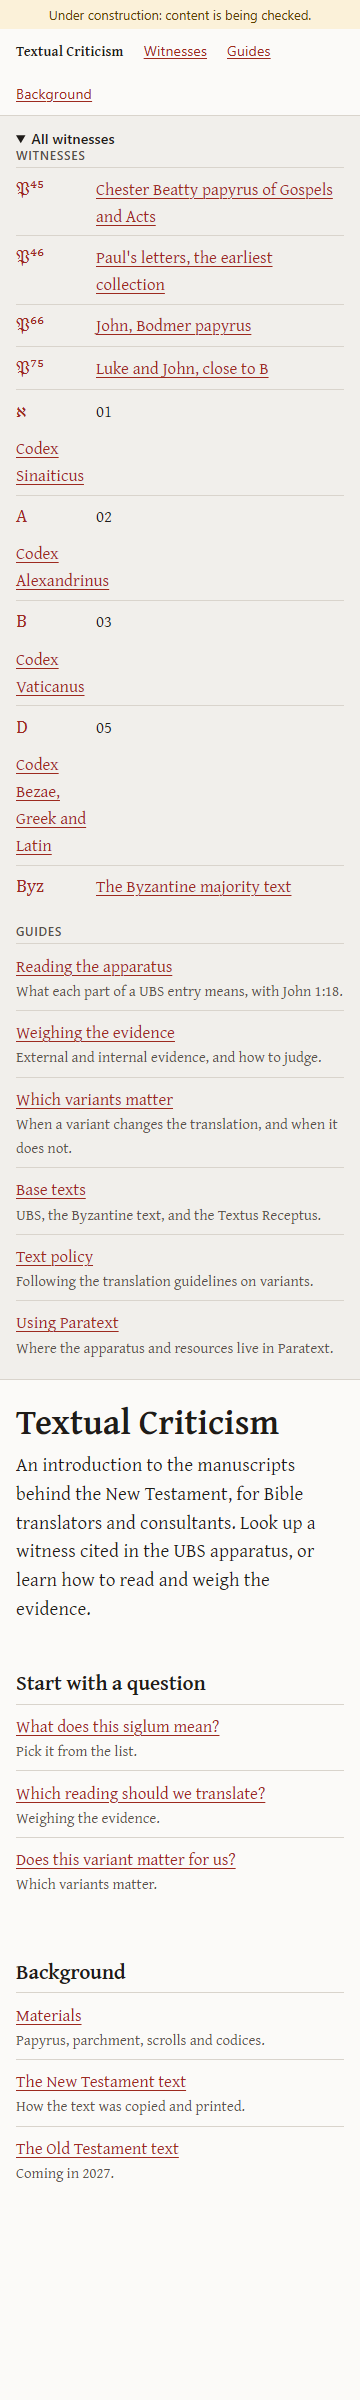 Under construction: content is being checked.
Textual Criticism Witnesses Guides
Background
▼ All witnesses
WITNESSES
𝔓⁴⁵ Chester Beatty papyrus of Gospels
and Acts
𝔓⁴⁶ Paul's letters, the earliest
collection
𝔓⁶⁶ John, Bodmer papyrus
𝔓⁷⁵ Luke and John, close to B
א 01
Codex
Sinaiticus
A 02
Codex
Alexandrinus
B 03
Codex
Vaticanus
D 05
Codex
Bezae,
Greek and
Latin
Byz The Byzantine majority text
GUIDES
Reading the apparatus
What each part of a UBS entry means, with John 1:18.
Weighing the evidence
External and internal evidence, and how to judge.
Which variants matter
When a variant changes the translation, and when it
does not.
Base texts
UBS, the Byzantine text, and the Textus Receptus.
Text policy
Following the translation guidelines on variants.
Using Paratext
Where the apparatus and resources live in Paratext.
Textual Criticism
An introduction to the manuscripts
behind the New Testament, for Bible
translators and consultants. Look up a
witness cited in the UBS apparatus, or
learn how to read and weigh the
evidence.
Start with a question
What does this siglum mean?
Pick it from the list.
Which reading should we translate?
Weighing the evidence.
Does this variant matter for us?
Which variants matter.
Background
Materials
Papyrus, parchment, scrolls and codices.
The New Testament text
How the text was copied and printed.
The Old Testament text
Coming in 2027.